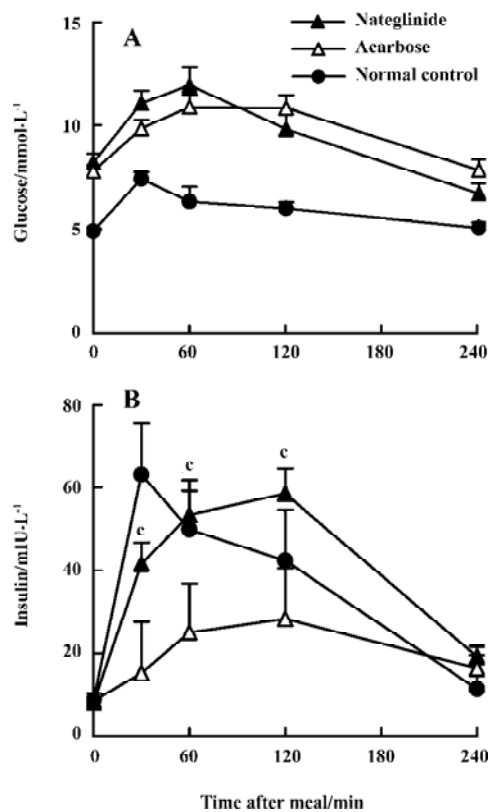 A
Nateglinide
Acarbose
Normal control
15
10
5
0
Glucose/mmol·L-1
0 60 120 180 240
B
80
60
40
20
0
Insulin/mIU·L-1
c
c
c
0 60 120 180 240
Time after meal/min